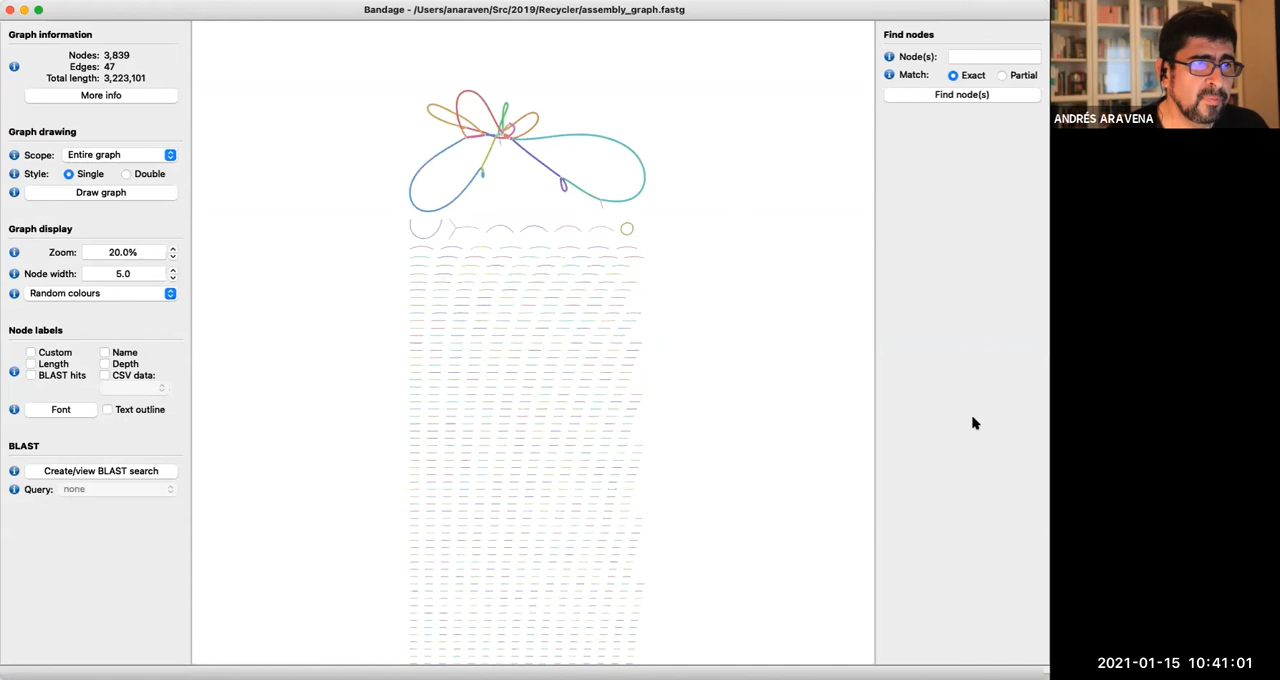 Bandage - /Users/anaraven/Src/2019/Recycler/assembly_graph.fastg
Graph information
Nodes: 3,839
Edges: 47
Total length: 3,223,101
More info
Graph drawing
Scope: Entire graph
Style: Single Double
Draw graph
Graph display
Zoom: 20.0%
Node width: 5.0
Random colours
Node labels
Custom Name
Length Depth
BLAST hits CSV data:
Font Text outline
BLAST
Create/view BLAST search
Query: none
Find nodes
Node(s):
Match: Exact Partial
Find node(s)
ANDRÉS ARAVENA
2021-01-15 10:41:01